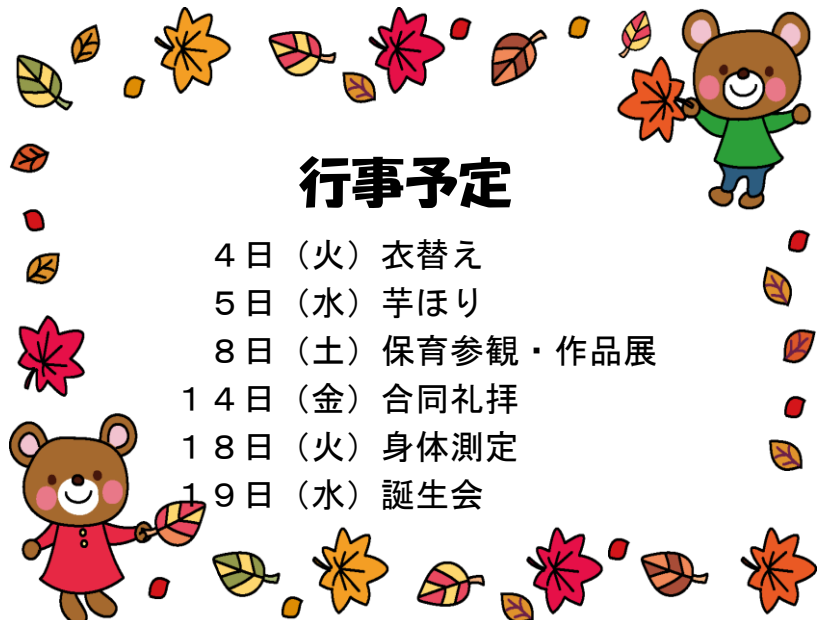 行事予定
４日（火）衣替え
５日（水）芋ほり
８日（土）保育参観・作品展
１４日（金）合同礼拝
１８日（火）身体測定
１９日（水）誕生会